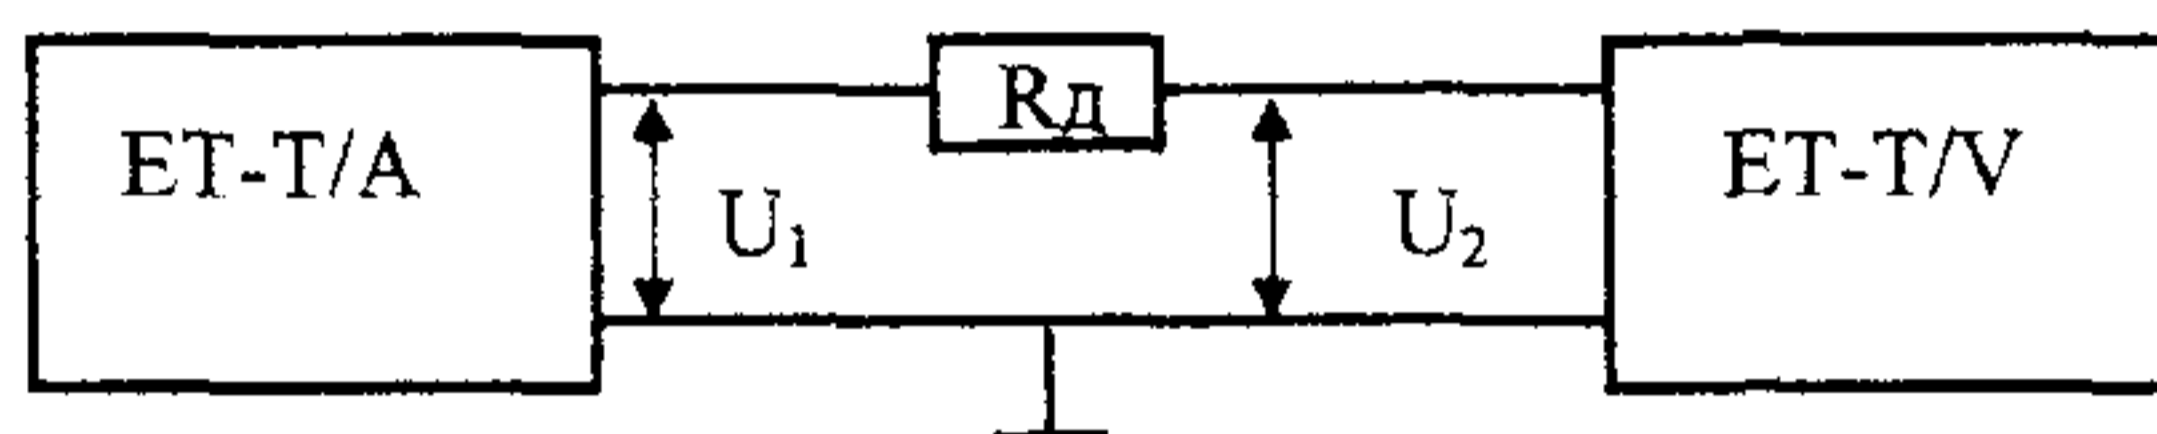 ET-T/A
Rд
ET-T/V
U₁
U₂